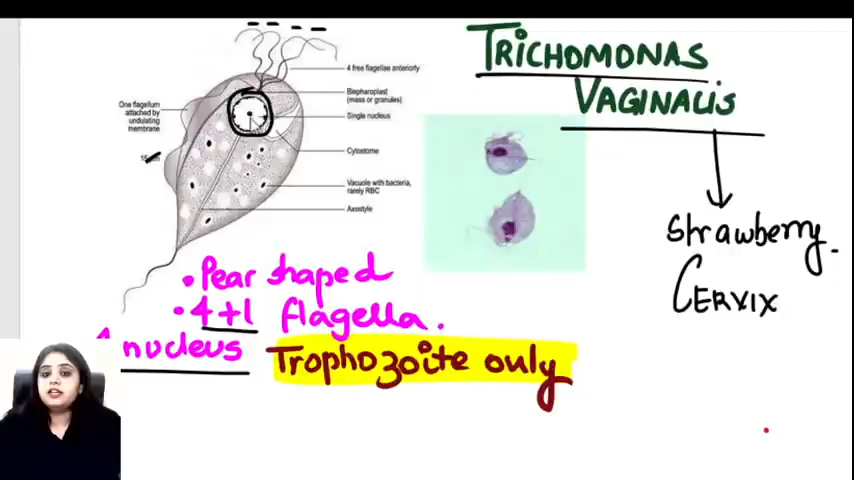 TRICHOMONAS
VAGINALIS
4 free flagellae anteriorly
Blepharoplast
(mass or granules)
Single nucleus
Cytostome
Vacuole with bacteria,
rarely RBC
Axostyle
One flagellum
attached by
undulating
membrane
Strawberry.
CERVIX
• Pear shaped
• 4+1 flagella.
nucleus
Trophozoite only